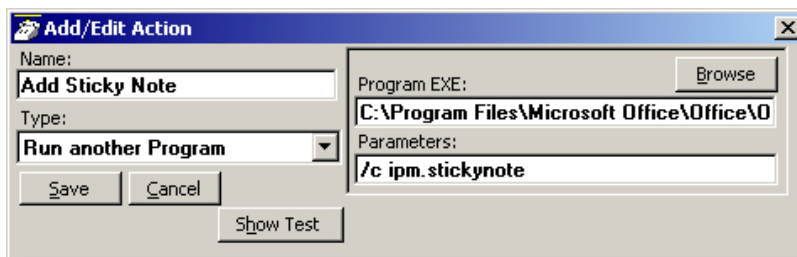 Add/Edit Action
Name:
Add Sticky Note
Type:
Run another Program
Save Cancel
Show Test
Browse
Program EXE:
C:\Program Files\Microsoft Office\Office\O
Parameters:
/c ipm.stickynote